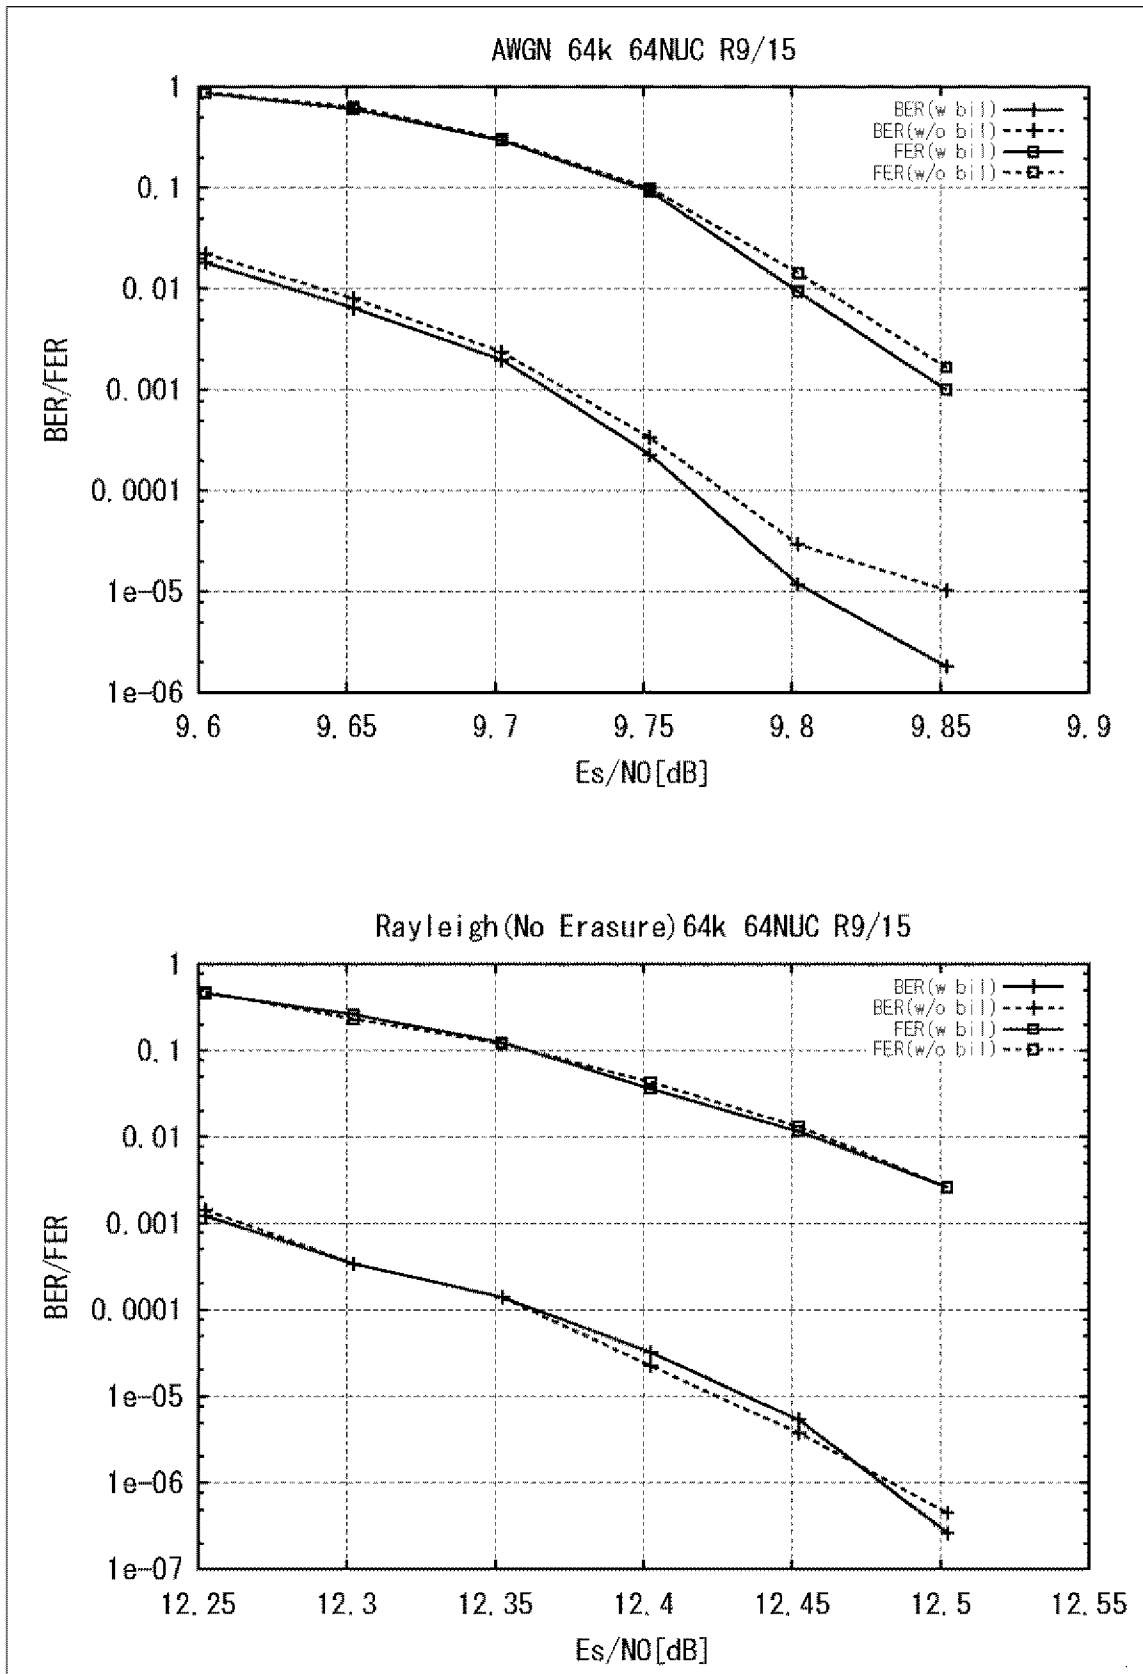 AWGN 64k 64NUC R9/15
1
0.1
0.01
0.001
0.0001
1e-05
1e-06
BER/FER
BER(w bil)
BER(w/o bil)
FER(w bil)
FER(w/o bil)
9.6 9.65 9.7 9.75 9.8 9.85 9.9
Es/N0[dB]
Rayleigh(No Erasure)64k 64NUC R9/15
1
0.1
0.01
0.001
0.0001
1e-05
1e-06
1e-07
BER/FER
BER(w bil)
BER(w/o bil)
FER(w bil)
FER(w/o bil)
12.25 12.3 12.35 12.4 12.45 12.5 12.55
Es/N0[dB]